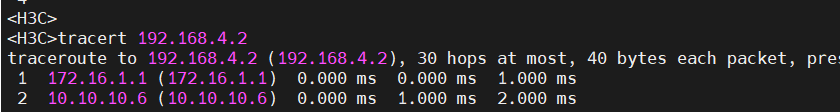 <H3C>
<H3C>tracert 192.168.4.2
traceroute to 192.168.4.2 (192.168.4.2), 30 hops at most, 40 bytes each packet,
1 172.16.1.1 (172.16.1.1) 0.000 ms 0.000 ms 1.000 ms
2 10.10.10.6 (10.10.10.6) 0.000 ms 1.000 ms 2.000 ms